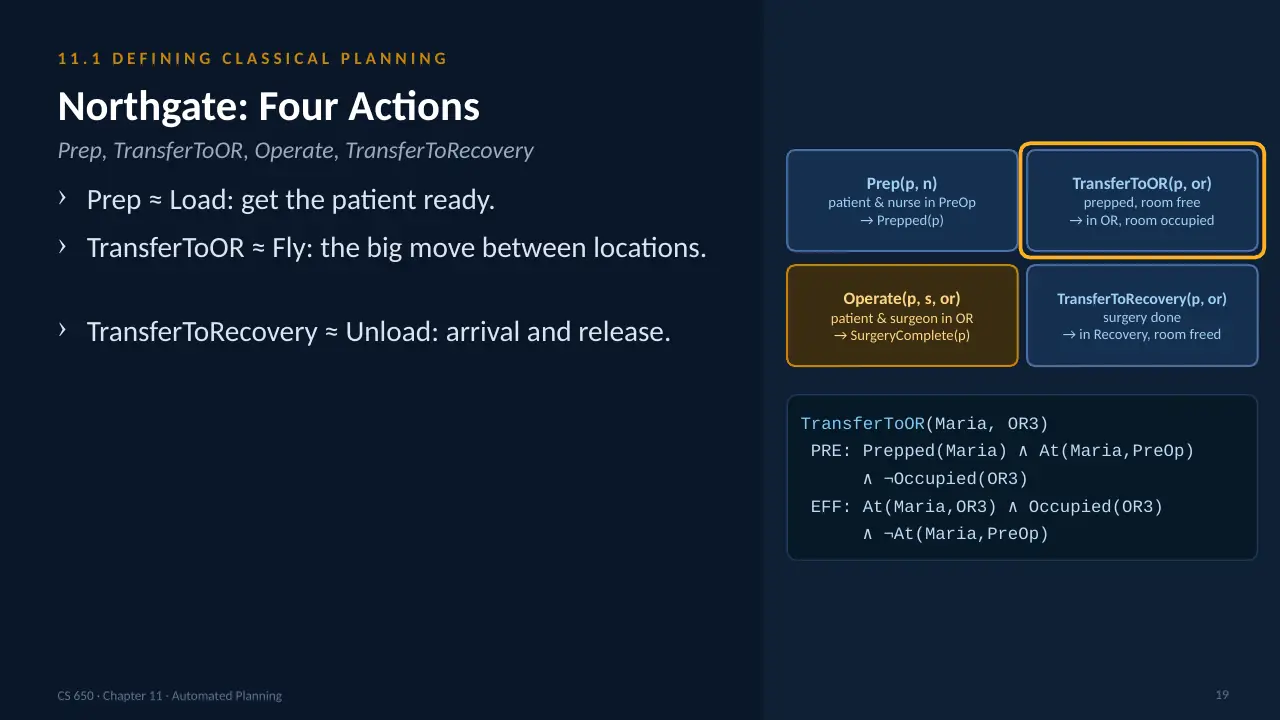 11.1 DEFINING CLASSICAL PLANNING
Northgate: Four Actions
Prep, TransferToOR, Operate, TransferToRecovery
› Prep ≈ Load: get the patient ready.
› TransferToOR ≈ Fly: the big move between locations.
› TransferToRecovery ≈ Unload: arrival and release.
Prep(p, n)
patient & nurse in PreOp
→ Prepped(p)
TransferToOR(p, or)
prepped, room free
→ in OR, room occupied
Operate(p, s, or)
patient & surgeon in OR
→ SurgeryComplete(p)
TransferToRecovery(p, or)
surgery done
→ in Recovery, room freed
TransferToOR(Maria, OR3)
PRE: Prepped(Maria) ∧ At(Maria,PreOp)
∧ ¬Occupied(OR3)
EFF: At(Maria,OR3) ∧ Occupied(OR3)
∧ ¬At(Maria,PreOp)
CS 650 · Chapter 11 · Automated Planning
19